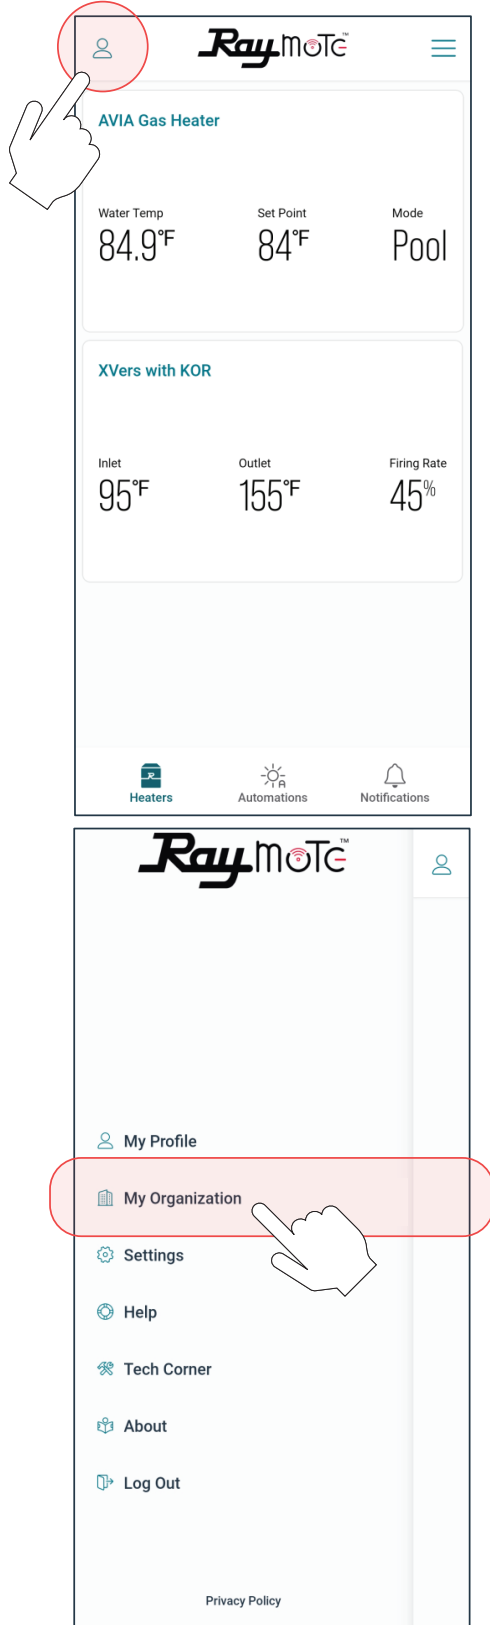 RayMoTe™
AVIA Gas Heater
Water Temp Set Point Mode
84.9°F 84°F Pool
XVers with KOR
Inlet Outlet Firing Rate
95°F 155°F 45%
R A
Heaters Automations Notifications
RayMoTe™
My Profile
My Organization
Settings
Help
Tech Corner
About
Log Out
Privacy Policy